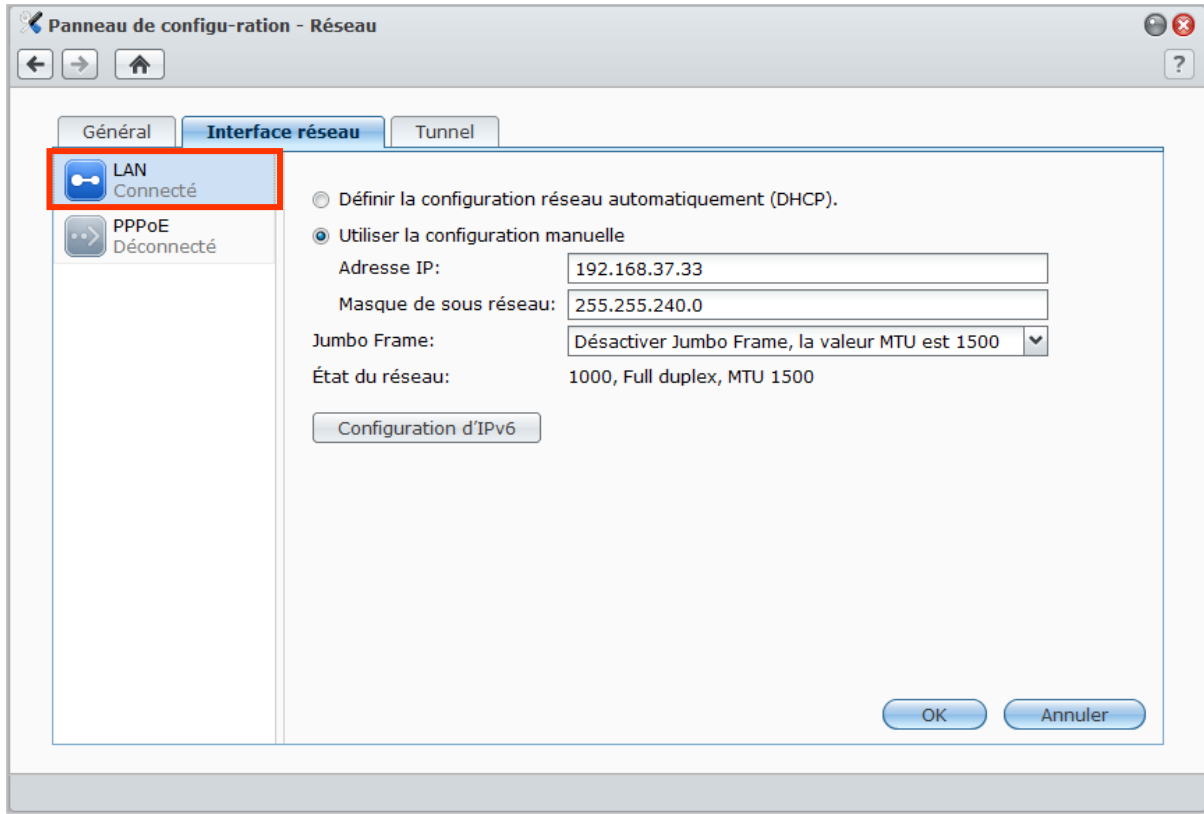 Panneau de configu-ration - Réseau
?
Général Interface réseau Tunnel
LAN
Connecté
PPPoE
Déconnecté
Définir la configuration réseau automatiquement (DHCP).
Utiliser la configuration manuelle
Adresse IP: 192.168.37.33
Masque de sous réseau: 255.255.240.0
Jumbo Frame: Désactiver Jumbo Frame, la valeur MTU est 1500
État du réseau: 1000, Full duplex, MTU 1500
Configuration d´IPv6
OK Annuler